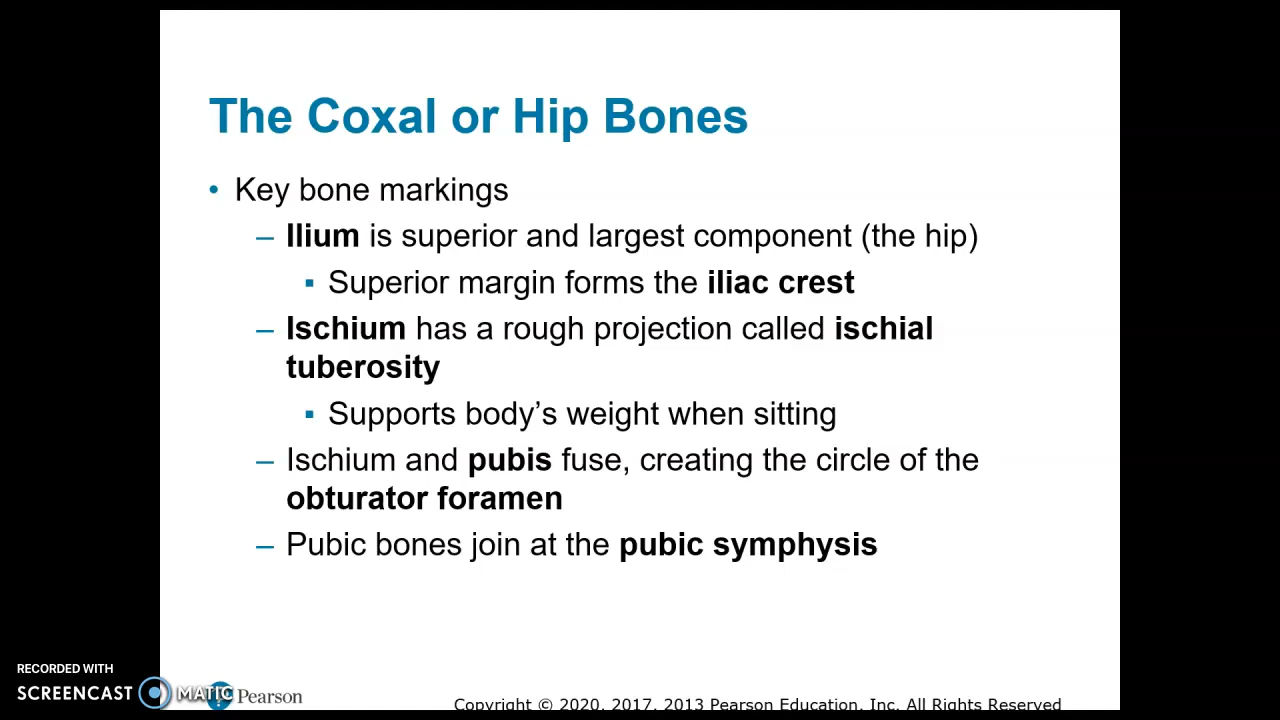 The Coxal or Hip Bones
• Key bone markings
– Ilium is superior and largest component (the hip)
▪ Superior margin forms the iliac crest
– Ischium has a rough projection called ischial
tuberosity
▪ Supports body’s weight when sitting
– Ischium and pubis fuse, creating the circle of the
obturator foramen
– Pubic bones join at the pubic symphysis
RECORDED WITH
SCREENCAST MATIC
Pearson
Copyright © 2020, 2017, 2013 Pearson Education, Inc. All Rights Reserved